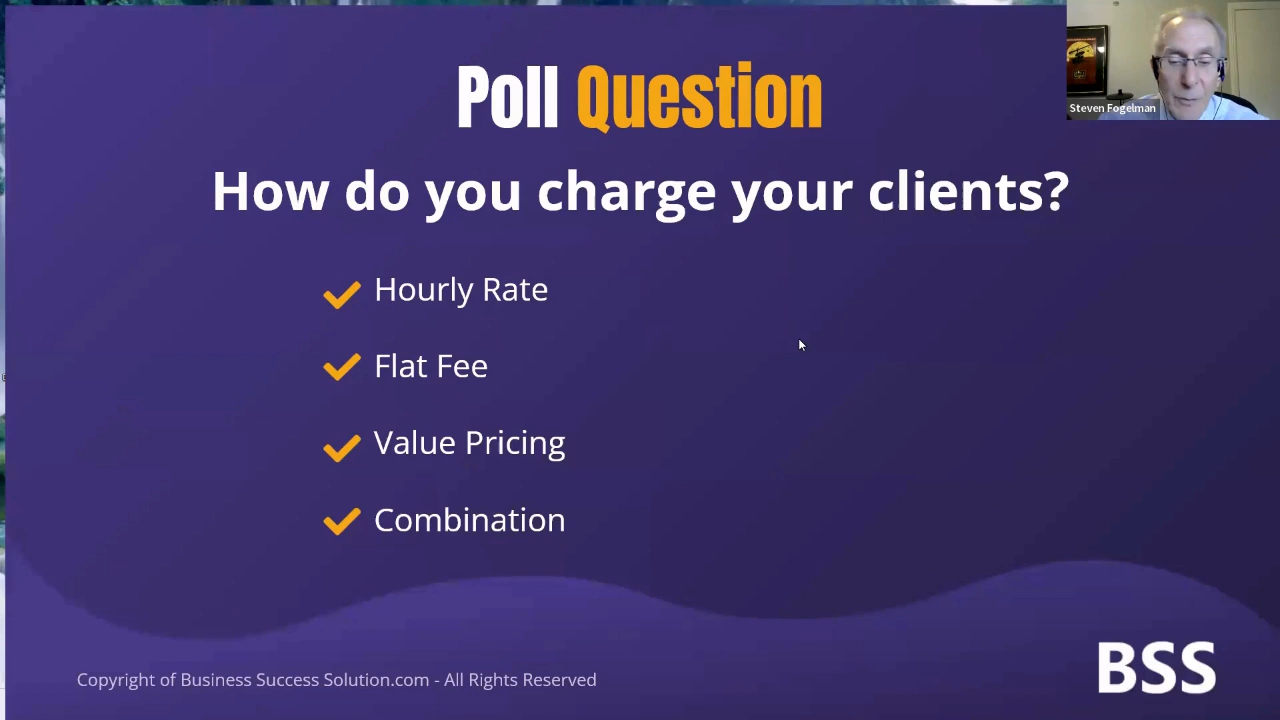 Poll Question
Steven Fogelman
How do you charge your clients?
Hourly Rate
Flat Fee
Value Pricing
Combination
Copyright of Business Success Solution.com - All Rights Reserved
BSS